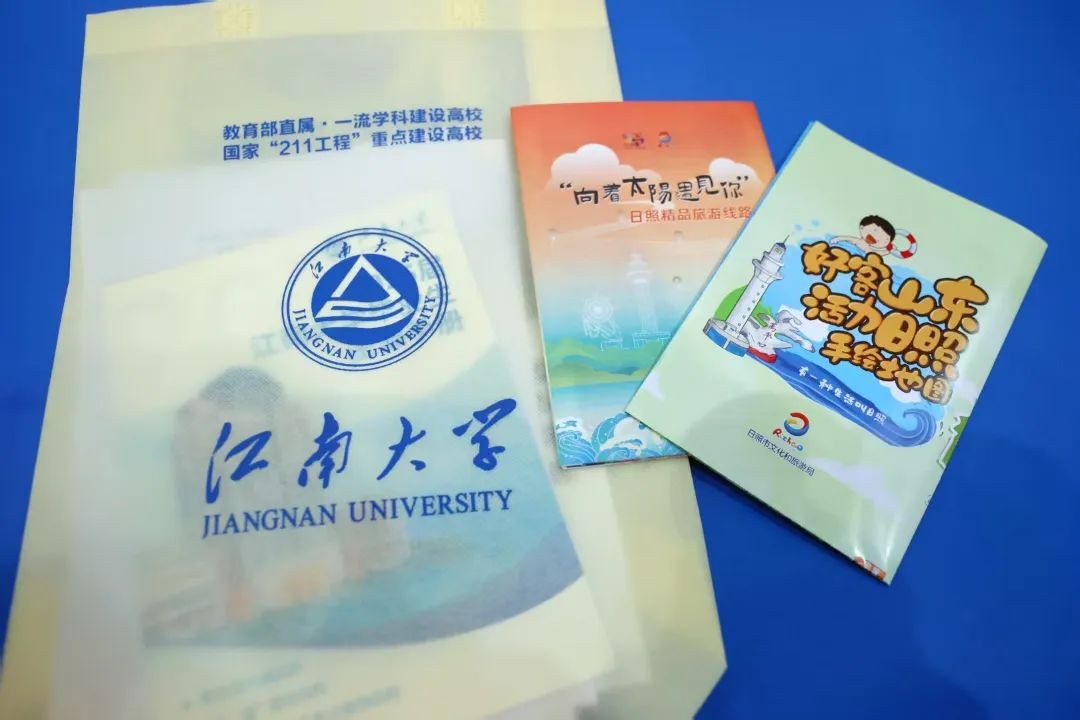 教育部直属·一流学科建设高校
国家“211工程”重点建设高校
江南大学
JIANGNAN UNIVERSITY
江南大学
JIANGNAN UNIVERSITY
“向着太陽遇见你”
日照精品旅游线路
好客山东
活力日照
手绘地图
Rizhao
日照市文化和旅游局